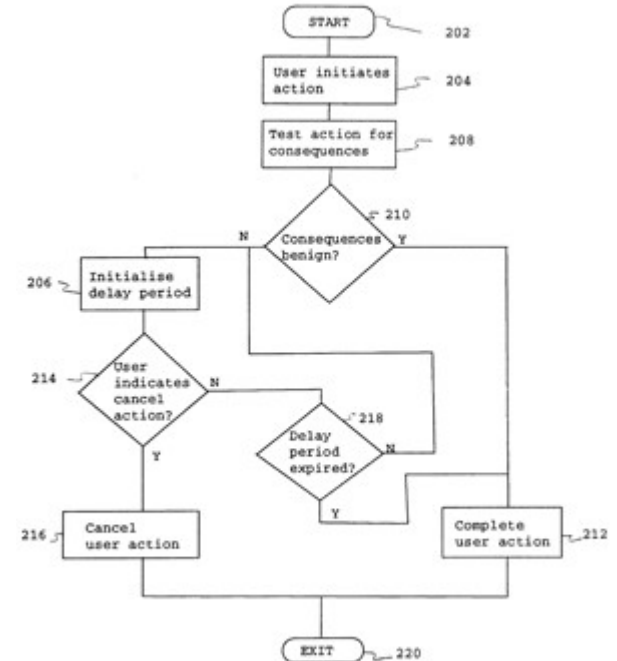 START
202
User initiates
action
204
Test action for
consequences
208
210
Consequences
benign?
N
Y
206
Initialise
delay period
214
User
indicates
cancel
action?
N
Y
218
Delay
period
expired?
N
Y
216
Cancel
user action
Complete
user action
212
EXIT
220